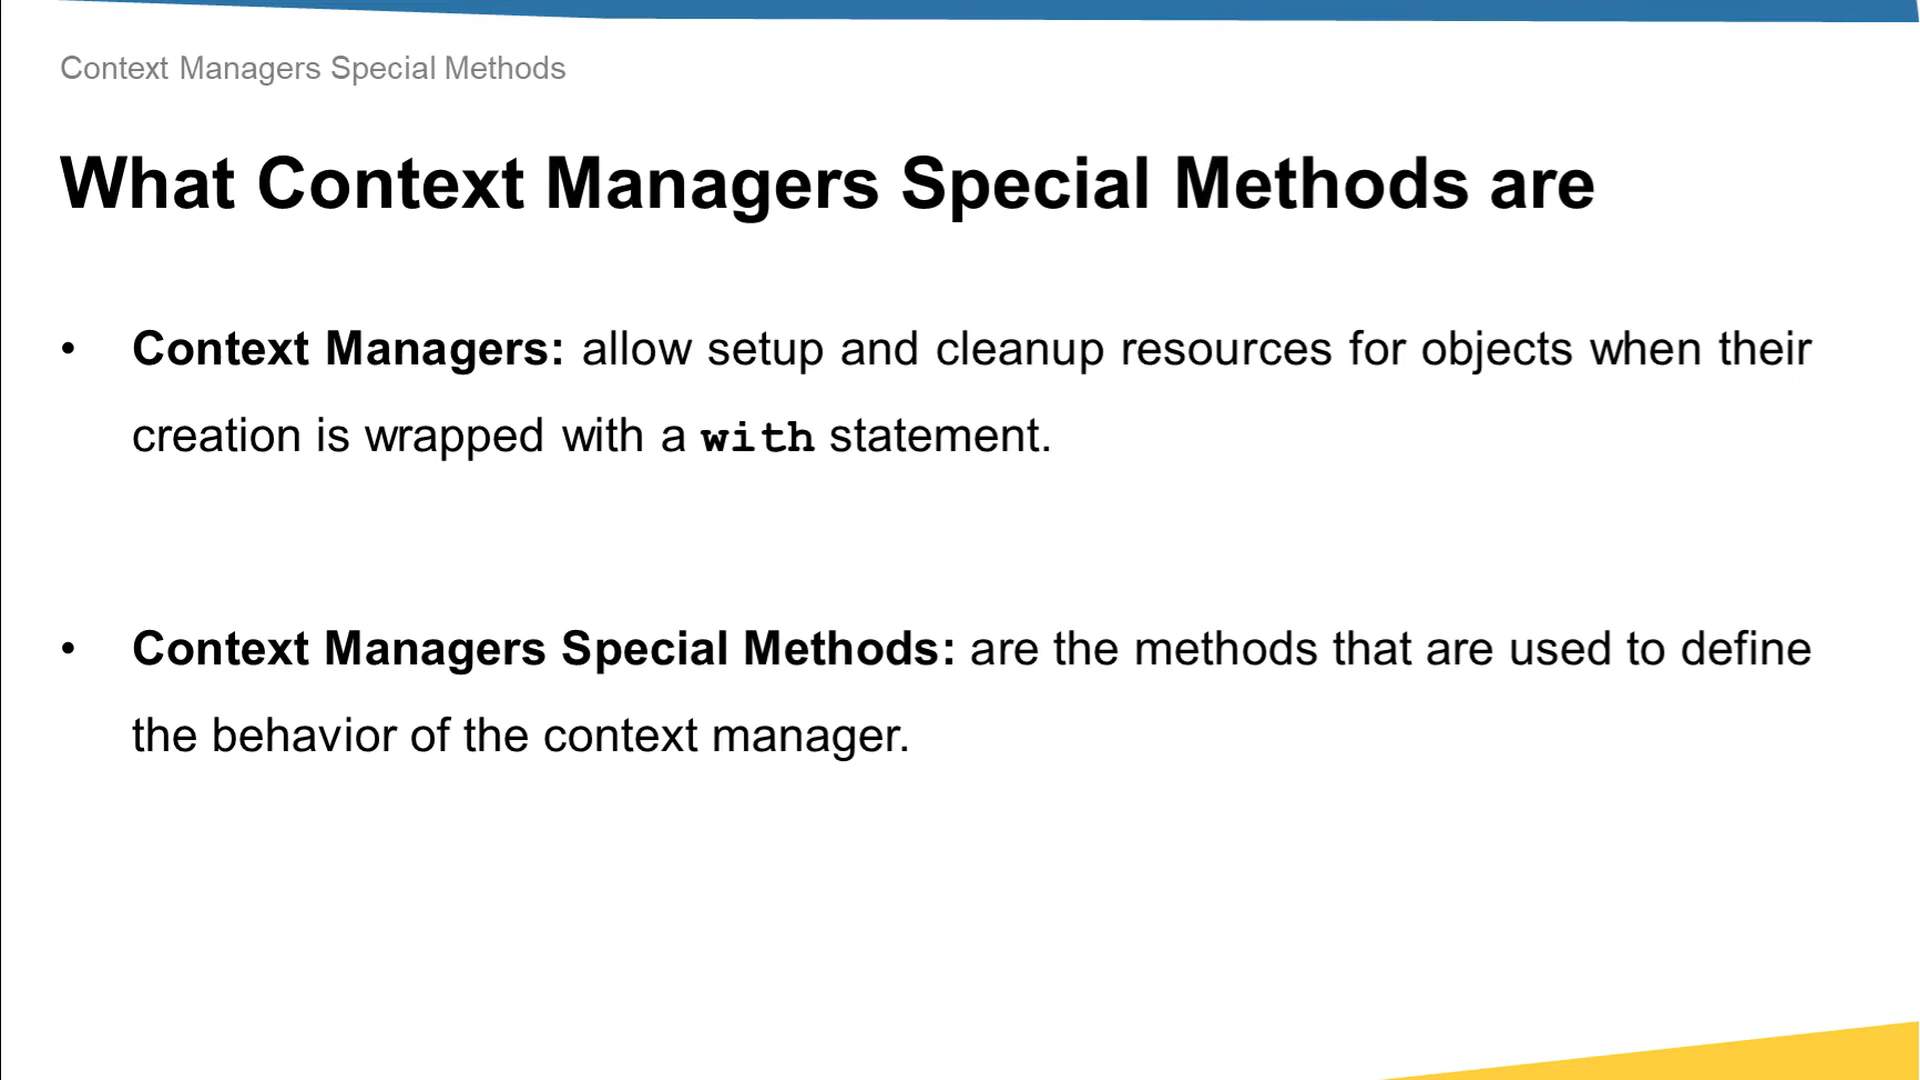 Context Managers Special Methods
What Context Managers Special Methods are
• Context Managers: allow setup and cleanup resources for objects when their
creation is wrapped with a with statement.
• Context Managers Special Methods: are the methods that are used to define
the behavior of the context manager.